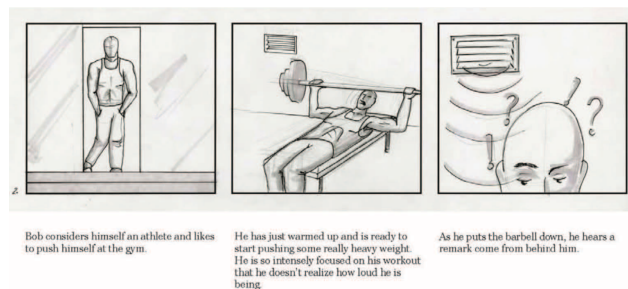 Bob considers himself an athlete and likes
to push himself at the gym.
He has just warmed up and is ready to
start pushing some really heavy weight.
He is so intensely focused on his workout
that he doesn't realize how loud he is
being.
As he puts the barbell down, he hears a
remark come from behind him.
? ! ? !